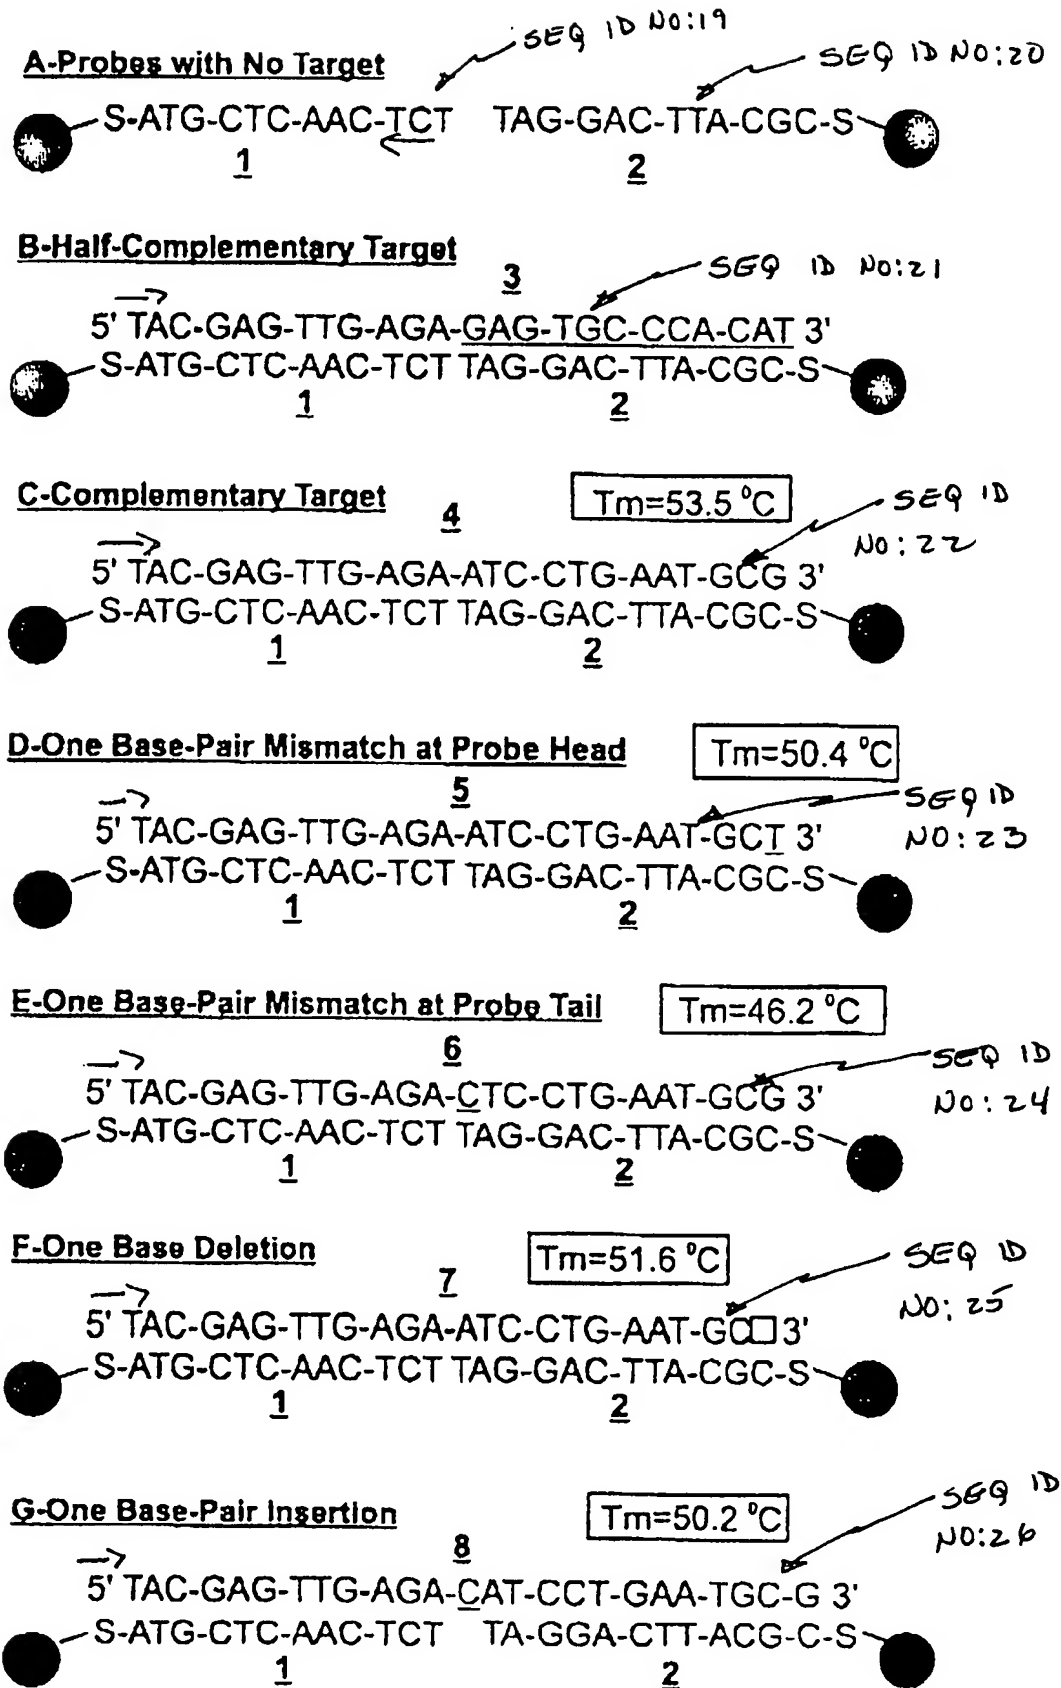 SEQ ID NO:19
A-Probes with No Target
SEQ ID NO:20
S-ATG-CTC-AAC-TCT TAG-GAC-TTA-CGC-S
1 2
B-Half-Complementary Target
SEQ ID NO:21
3
5' TAC-GAG-TTG-AGA-GAG-TGC-CCA-CAT 3'
S-ATG-CTC-AAC-TCT TAG-GAC-TTA-CGC-S
1 2
C-Complementary Target
4
Tm=53.5 °C
SEQ ID
NO:22
5' TAC-GAG-TTG-AGA-ATC-CTG-AAT-GCG 3'
S-ATG-CTC-AAC-TCT TAG-GAC-TTA-CGC-S
1 2
D-One Base-Pair Mismatch at Probe Head
Tm=50.4 °C
5
SEQ ID
NO:23
5' TAC-GAG-TTG-AGA-ATC-CTG-AAT-GCT 3'
S-ATG-CTC-AAC-TCT TAG-GAC-TTA-CGC-S
1 2
E-One Base-Pair Mismatch at Probe Tail
Tm=46.2 °C
6
SEQ ID
NO:24
5' TAC-GAG-TTG-AGA-CTC-CTG-AAT-GCG 3'
S-ATG-CTC-AAC-TCT TAG-GAC-TTA-CGC-S
1 2
F-One Base Deletion
Tm=51.6 °C
7
SEQ ID
NO:25
5' TAC-GAG-TTG-AGA-ATC-CTG-AAT-GC□ 3'
S-ATG-CTC-AAC-TCT TAG-GAC-TTA-CGC-S
1 2
G-One Base-Pair Insertion
Tm=50.2 °C
8
SEQ ID
NO:26
5' TAC-GAG-TTG-AGA-CAT-CCT-GAA-TGC-G 3'
S-ATG-CTC-AAC-TCT TA-GGA-CTT-ACG-C-S
1 2